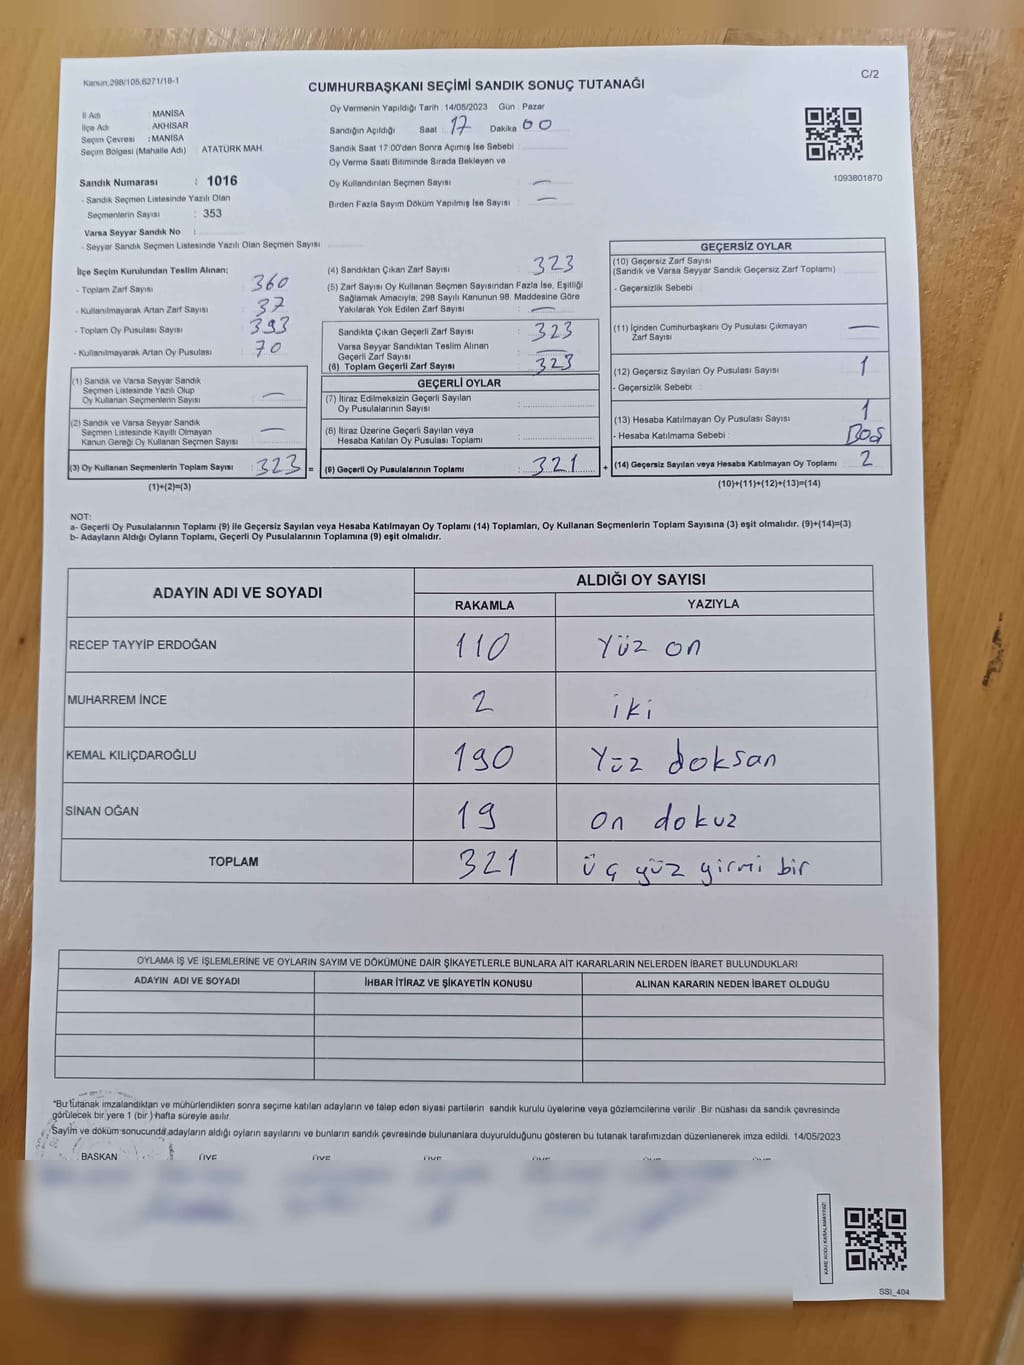 Kanun,298/105,6271/18-1
C/2
CUMHURBAŞKANI SEÇİMİ SANDIK SONUÇ TUTANAĞI
İl Adı : MANİSA
İlçe Adı : AKHİSAR
Seçim Çevresi : MANİSA
Seçim Bölgesi (Mahalle Adı) : ATATÜRK MAH.
Oy Vermenin Yapıldığı Tarih : 14/05/2023 Gün : Pazar
Sandığın Açıldığı Saat : 17 Dakika : 00
Sandık Saat 17:00'den Sonra Açımış İse Sebebi :
Oy Verme Saati Bitiminde Sırada Bekleyen ve
Oy Kullandırılan Seçmen Sayısı : —
Birden Fazla Sayım Döküm Yapılmış İse Sayısı : —
1093801870
Sandık Numarası : 1016
- Sandık Seçmen Listesinde Yazılı Olan
Seçmenlerin Sayısı : 353
Varsa Seyyar Sandık No :
- Seyyar Sandık Seçmen Listesinde Yazılı Olan Seçmen Sayısı :
İlçe Seçim Kurulundan Teslim Alınan;
- Toplam Zarf Sayısı : 360
- Kullanılmayarak Artan Zarf Sayısı : 37
- Toplam Oy Pusulası Sayısı : 393
- Kullanılmayarak Artan Oy Pusulası : 70
(1) Sandık ve Varsa Seyyar Sandık
Seçmen Listesinde Yazılı Olup
Oy Kullanan Seçmenlerin Sayısı : —
(2) Sandık ve Varsa Seyyar Sandık
Seçmen Listesinde Kayıtlı Olmayan
Kanun Gereği Oy Kullanan Seçmen Sayısı : —
(3) Oy Kullanan Seçmenlerin Toplam Sayısı : 323 =
(1)+(2)=(3)
(4) Sandıktan Çıkan Zarf Sayısı : 323
(5) Zarf Sayısı Oy Kullanan Seçmen Sayısından Fazla İse, Eşitliği
Sağlamak Amacıyla; 298 Sayılı Kanunun 98. Maddesine Göre
Yakılarak Yok Edilen Zarf Sayısı : —
Sandıkta Çıkan Geçerli Zarf Sayısı : 323
Varsa Seyyar Sandıktan Teslim Alınan
Geçerli Zarf Sayısı : —
(6) Toplam Geçerli Zarf Sayısı : 323
GEÇERLİ OYLAR
(7) İtiraz Edilmeksizin Geçerli Sayılan
Oy Pusulalarının Sayısı :
(8) İtiraz Üzerine Geçerli Sayılan veya
Hesaba Katılan Oy Pusulası Toplamı :
(9) Geçerli Oy Pusulalarının Toplamı : 321 +
GEÇERSİZ OYLAR
(10) Geçersiz Zarf Sayısı :
(Sandık ve Varsa Seyyar Sandık Geçersiz Zarf Toplamı)
- Geçersizlik Sebebi :
(11) İçinden Cumhurbaşkanı Oy Pusulası Çıkmayan
Zarf Sayısı : —
(12) Geçersiz Sayılan Oy Pusulası Sayısı : 1
- Geçersizlik Sebebi :
(13) Hesaba Katılmayan Oy Pusulası Sayısı : 1
- Hesaba Katılmama Sebebi : Boş
(14) Geçersiz Sayılan veya Hesaba Katılmayan Oy Toplamı : 2
(10)+(11)+(12)+(13)=(14)
NOT:
a- Geçerli Oy Pusulalarının Toplamı (9) ile Geçersiz Sayılan veya Hesaba Katılmayan Oy Toplamı (14) Toplamları, Oy Kullanan Seçmenlerin Toplam Sayısına (3) eşit olmalıdır. (9)+(14)=(3)
b- Adayların Aldığı Oyların Toplamı, Geçerli Oy Pusulalarının Toplamına (9) eşit olmalıdır.
ADAYIN ADI VE SOYADI
ALDIĞI OY SAYISI
RAKAMLA YAZIYLA
RECEP TAYYİP ERDOĞAN 110 Yüz on
MUHARREM İNCE 2 iki
KEMAL KILIÇDAROĞLU 190 Yüz doksan
SİNAN OĞAN 19 on dokuz
TOPLAM 321 üç yüz yirmi bir
OYLAMA İŞ VE İŞLEMLERİNE VE OYLARIN SAYIM VE DÖKÜMÜNE DAİR ŞİKAYETLERLE BUNLARA AİT KARARLARIN NELERDEN İBARET BULUNDUKLARI
ADAYIN ADI VE SOYADI İHBAR İTİRAZ VE ŞİKAYETİN KONUSU ALINAN KARARIN NEDEN İBARET OLDUĞU
*Bu tutanak imzalandıktan ve mühürlendikten sonra seçime katılan adayların ve talep eden siyasi partilerin sandık kurulu üyelerine veya gözlemcilerine verilir. Bir nüshası da sandık çevresinde
görülecek bir yere 1 (bir ) hafta süreyle asılır.
Sayım ve döküm sonucunda adayların aldığı oyların sayılarını ve bunların sandık çevresinde bulunanlara duyurulduğunu gösteren bu tutanak tarafımızdan düzenlenerek imza edildi. 14/05/2023
BAŞKAN ÜYE ÜYE ÜYE ÜYE ÜYE ÜYE
KARE KODU KARALAMAYINIZ!
SSI_404